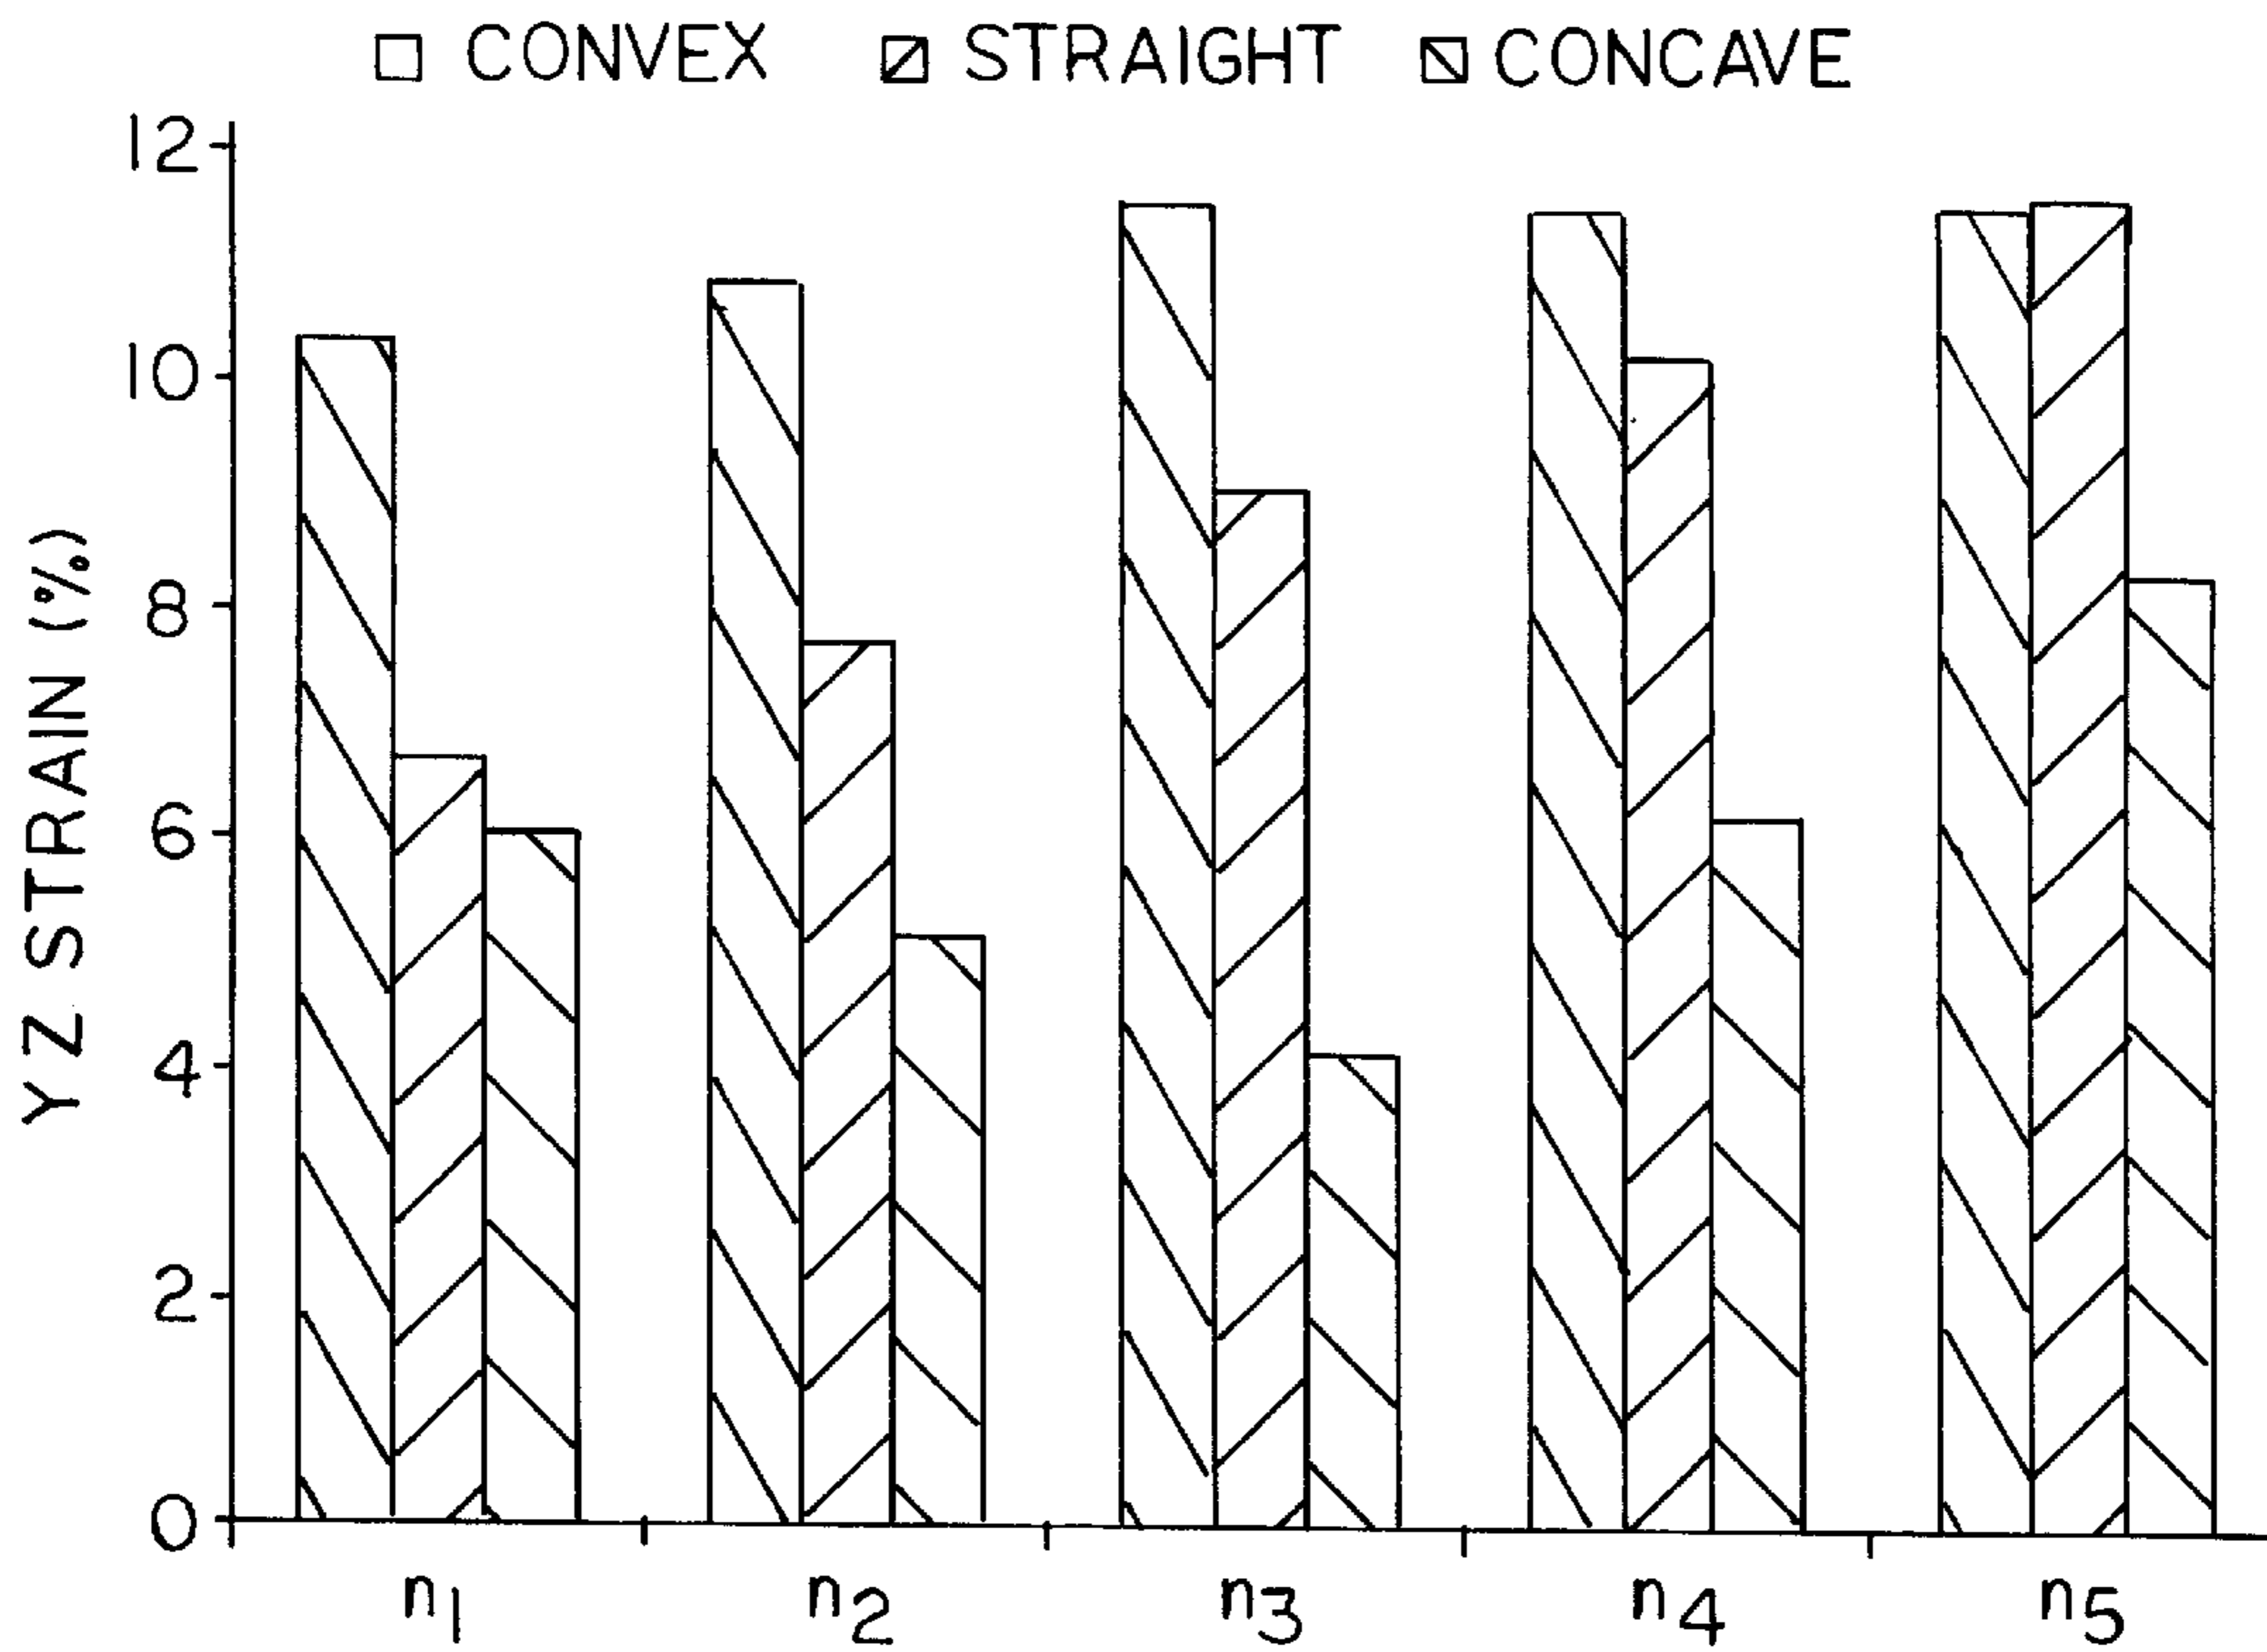 CONVEX STRAIGHT CONCAVE
12
10
8
6
4
2
0
YZ STRAIN (%)
n1 n2 n3 n4 n5